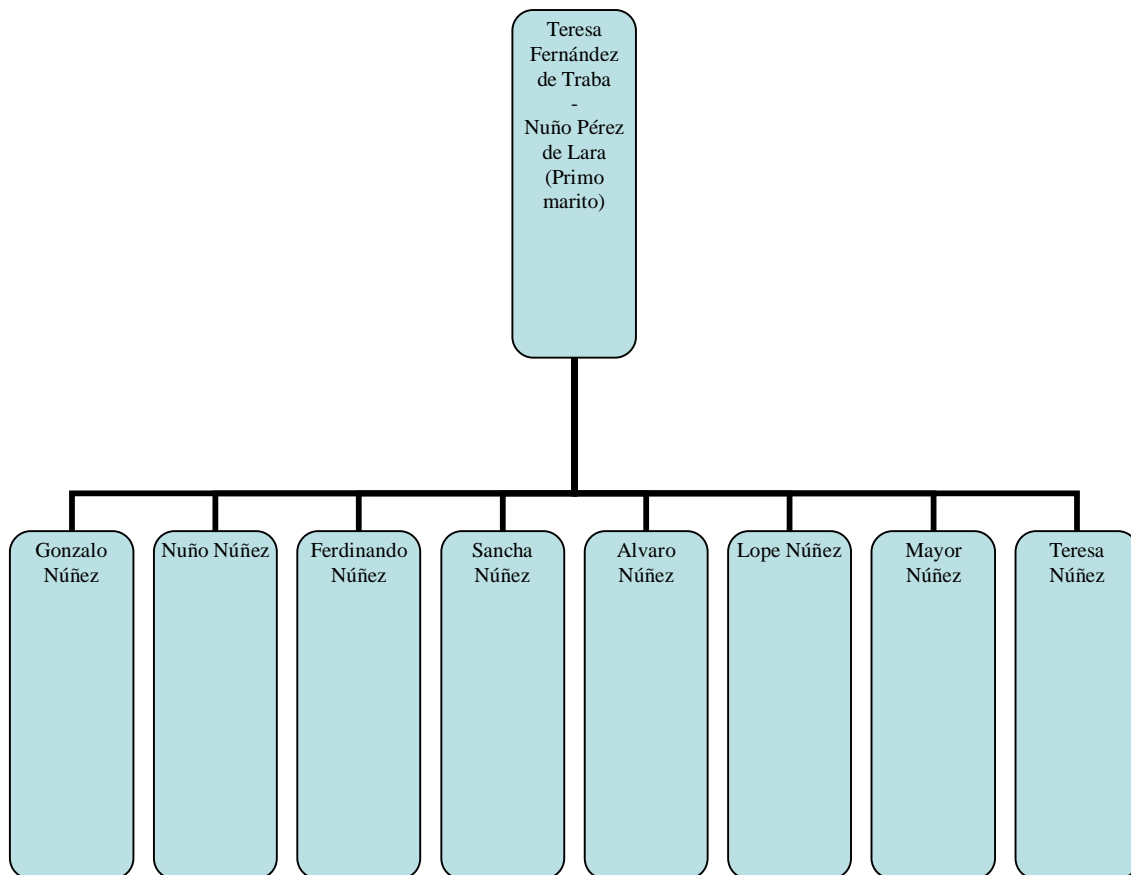 Teresa
Fernández
de Traba
-
Nuño Pérez
de Lara
(Primo
marito)
Gonzalo
Núñez
Nuño Núñez
Ferdinando
Núñez
Sancha
Núñez
Alvaro
Núñez
Lope Núñez
Mayor
Núñez
Teresa
Núñez